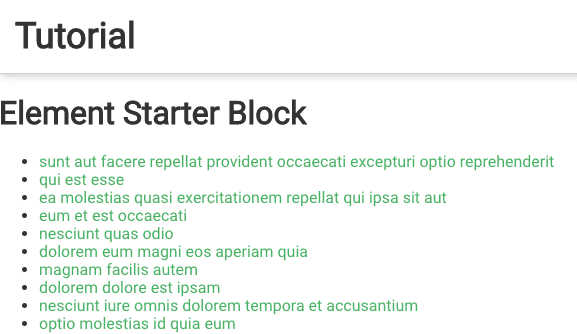 Tutorial
Element Starter Block
sunt aut facere repellat provident occaecati excepturi optio reprehenderit
qui est esse
ea molestias quasi exercitationem repellat qui ipsa sit aut
eum et est occaecati
nesciunt quas odio
dolorem eum magni eos aperiam quia
magnam facilis autem
dolorem dolore est ipsam
nesciunt iure omnis dolorem tempora et accusantium
optio molestias id quia eum